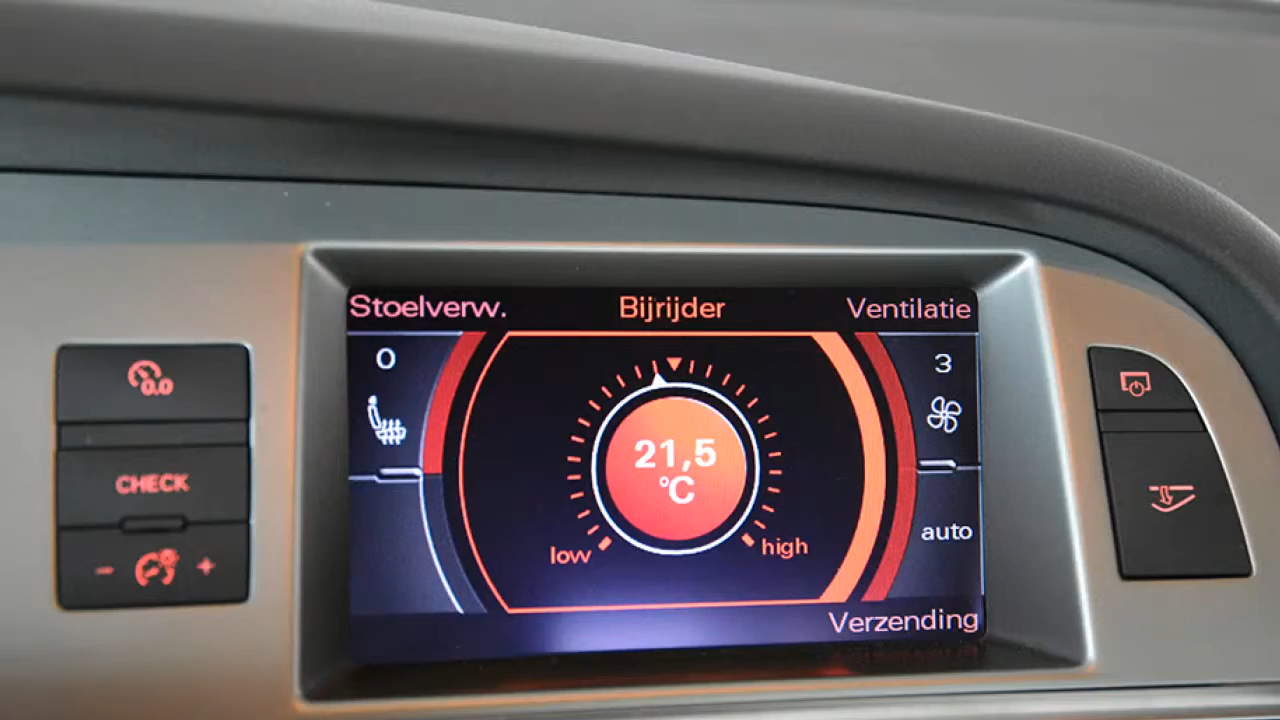 Stoelverw. Bijrijder Ventilatie
0 3
21,5
°C
low high
auto
Verzending
0.0
CHECK
- +